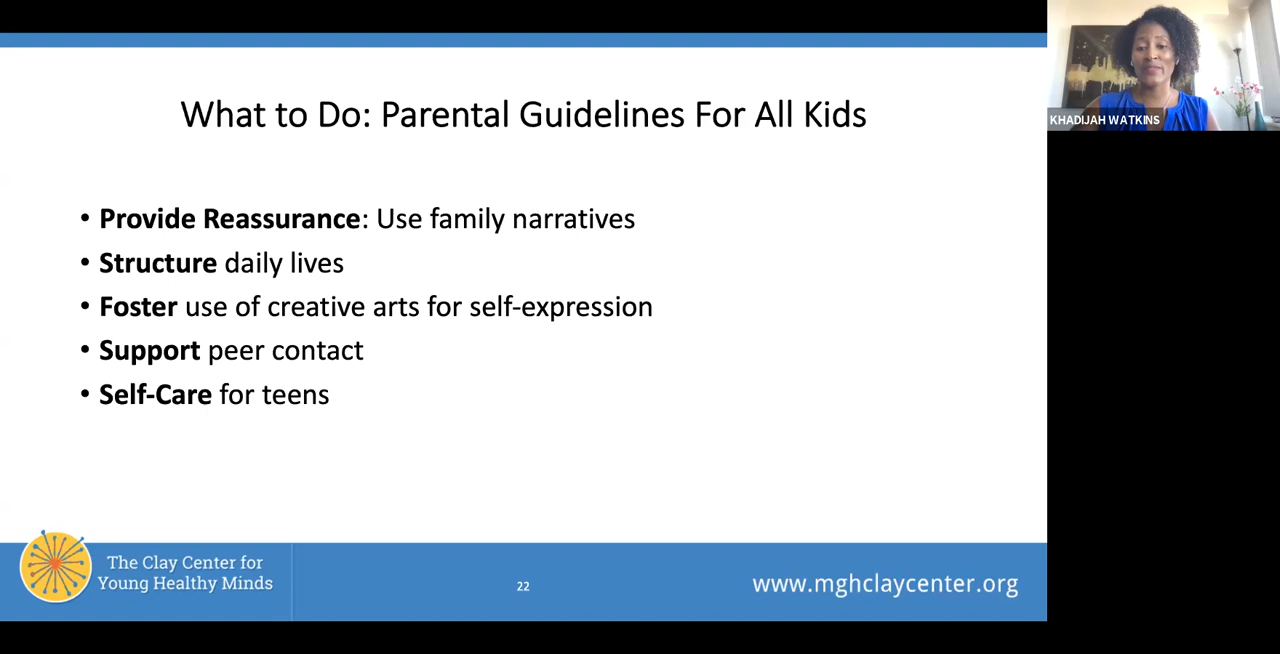 What to Do: Parental Guidelines For All Kids
KHADIJAH WATKINS
• Provide Reassurance: Use family narratives
• Structure daily lives
• Foster use of creative arts for self-expression
• Support peer contact
• Self-Care for teens
The Clay Center for
Young Healthy Minds
22
www.mghclaycenter.org